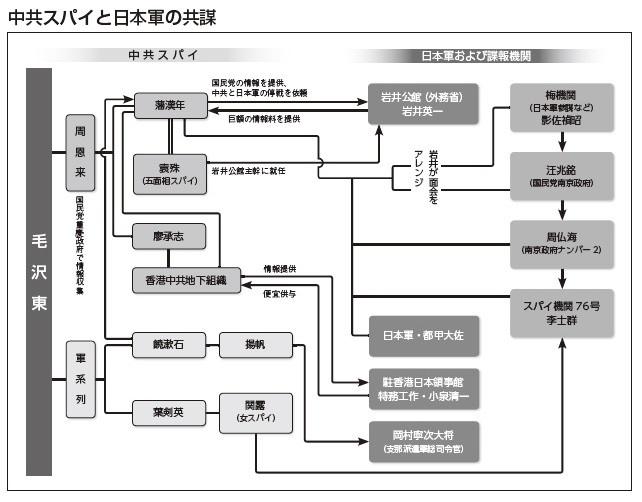 中共スパイと日本軍の共謀
中共スパイ
日本軍および諜報機関
毛沢東
周恩来
国民党重慶政府で情報収集
軍系列
潘漢年
袁殊
(五面相スパイ)
廖承志
香港中共地下組織
饒漱石
揚帆
葉剣英
関露
(女スパイ)
国民党の情報を提供、
中共と日本軍の停戦を依頼
巨額の情報料を提供
岩井公館主幹に就任
情報提供
便宜供与
岩井が面会を
アレンジ
岩井公館(外務省)
岩井英一
日本軍・都甲大佐
駐香港日本領事館
特務工作・小泉清一
岡村寧次大将
(支那派遣軍総司令官)
梅機関
(日本軍参謀など)
影佐禎昭
汪兆銘
(国民党南京政府)
周仏海
(南京政府ナンバー2)
スパイ機関76号
李士群